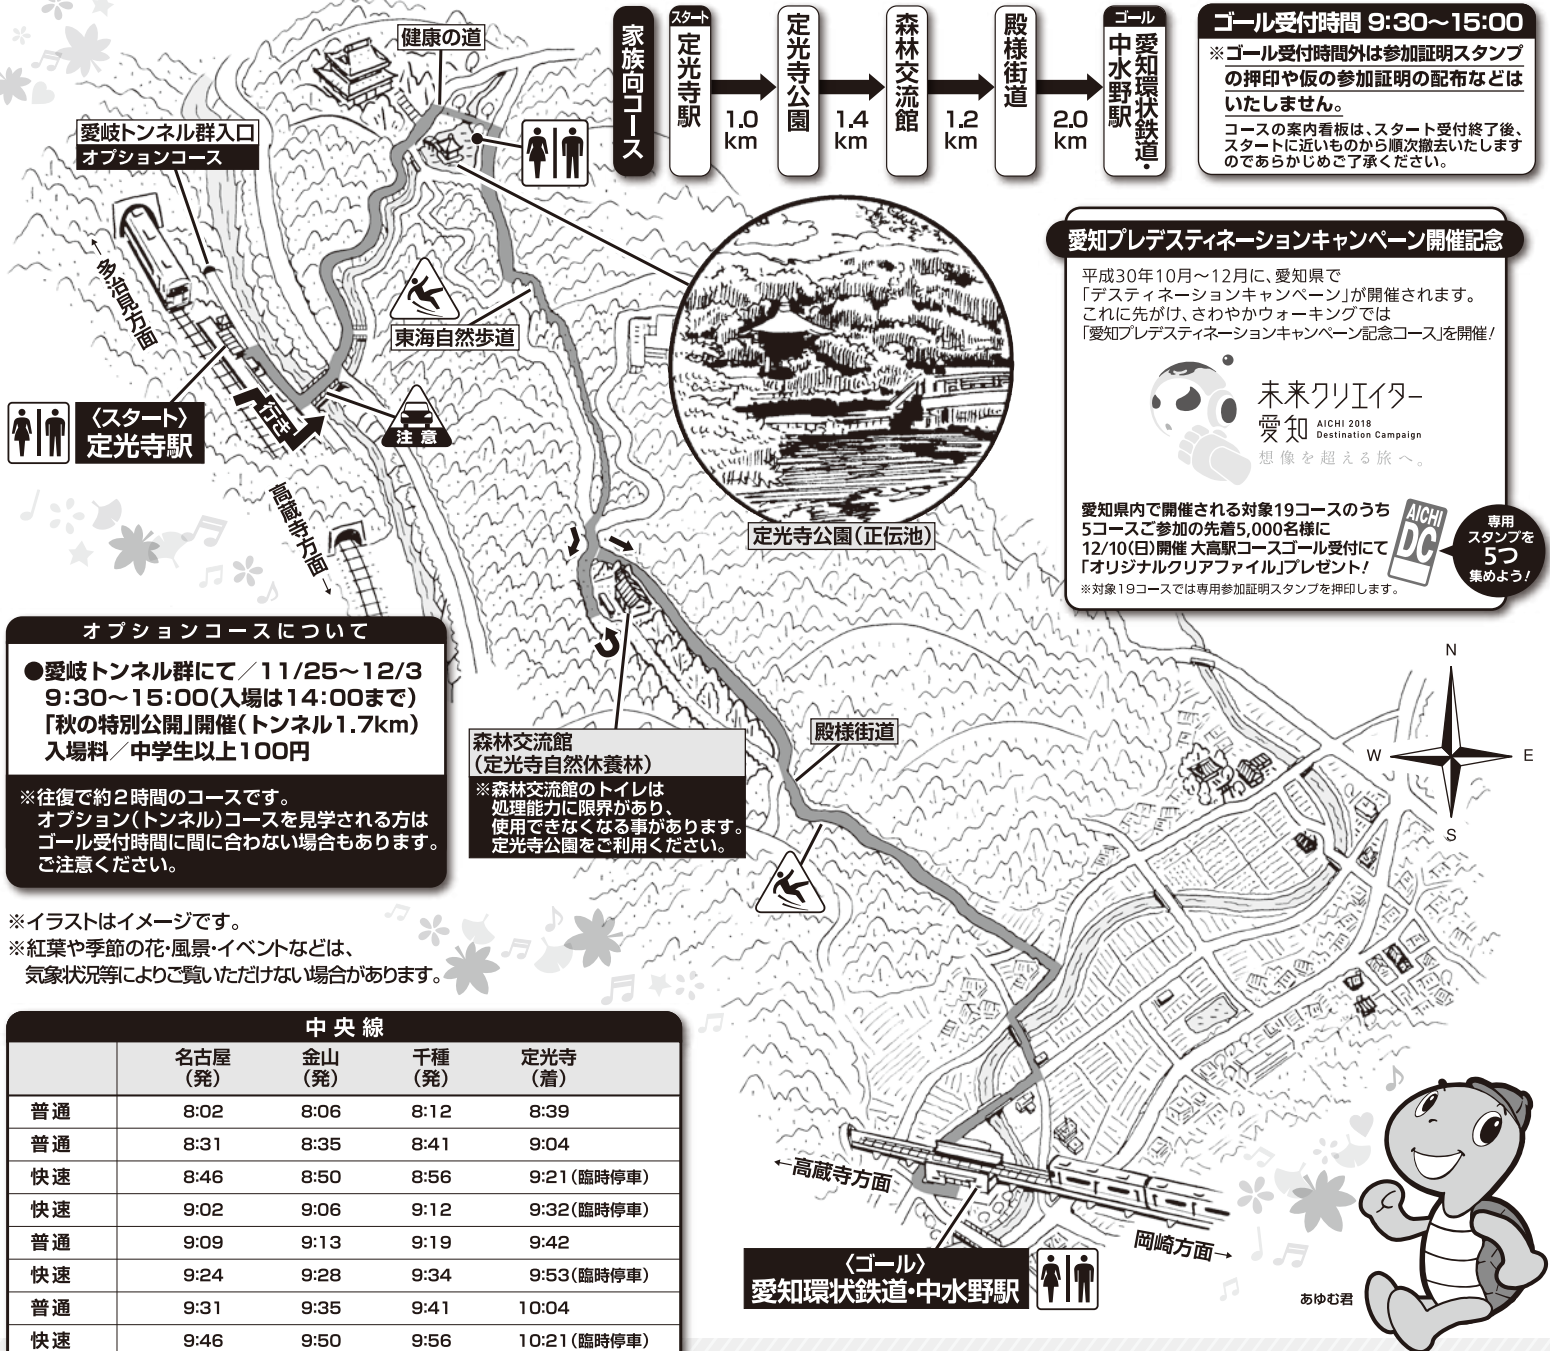 健康の道
愛岐トンネル群入口
オプションコース
←多治見方面
東海自然歩道
行き
注意
〈スタート〉
定光寺駅
高蔵寺方面→
家族向コース
スタート
定光寺駅
1.0
km
定光寺公園
1.4
km
森林交流館
1.2
km
殿様街道
2.0
km
ゴール
愛知環状鉄道・
中水野駅
ゴール受付時間 9:30〜15:00
※ゴール受付時間外は参加証明スタンプ
の押印や仮の参加証明の配布などは
いたしません。
コースの案内看板は、スタート受付終了後、
スタートに近いものから順次撤去いたします
のであらかじめご了承ください。
愛知プレデスティネーションキャンペーン開催記念
平成30年10月〜12月に、愛知県で
「デスティネーションキャンペーン」が開催されます。
これに先がけ、さわやかウォーキングでは
「愛知プレデスティネーションキャンペーン記念コース」を開催!
未来クリエイター
愛知 AICHI 2018
Destination Campaign
想像を超える旅へ。
愛知県内で開催される対象19コースのうち
5コースご参加の先着5,000名様に
12/10(日)開催 大高駅コースゴール受付にて
「オリジナルクリアファイル」プレゼント!
※対象19コースでは専用参加証明スタンプを押印します。
AICHI
DC
専用
スタンプを
5つ
集めよう!
定光寺公園(正伝池)
オプションコースについて
●愛岐トンネル群にて/11/25〜12/3
9:30〜15:00(入場は14:00まで)
「秋の特別公開」開催(トンネル1.7km)
入場料/中学生以上100円
※往復で約2時間のコースです。
オプション(トンネル)コースを見学される方は
ゴール受付時間に間に合わない場合もあります。
ご注意ください。
森林交流館
(定光寺自然休養林)
※森林交流館のトイレは
処理能力に限界があり、
使用できなくなる事があります。
定光寺公園をご利用ください。
殿様街道
N
W
E
S
※イラストはイメージです。
※紅葉や季節の花・風景・イベントなどは、
気象状況等によりご覧いただけない場合があります。
中央線
名古屋(発) 金山(発) 千種(発) 定光寺(着)
普通 8:02 8:06 8:12 8:39
普通 8:31 8:35 8:41 9:04
快速 8:46 8:50 8:56 9:21(臨時停車)
快速 9:02 9:06 9:12 9:32(臨時停車)
普通 9:09 9:13 9:19 9:42
快速 9:24 9:28 9:34 9:53(臨時停車)
普通 9:31 9:35 9:41 10:04
快速 9:46 9:50 9:56 10:21(臨時停車)
←高蔵寺方面
岡崎方面→
〈ゴール〉
愛知環状鉄道・中水野駅
あゆむ君